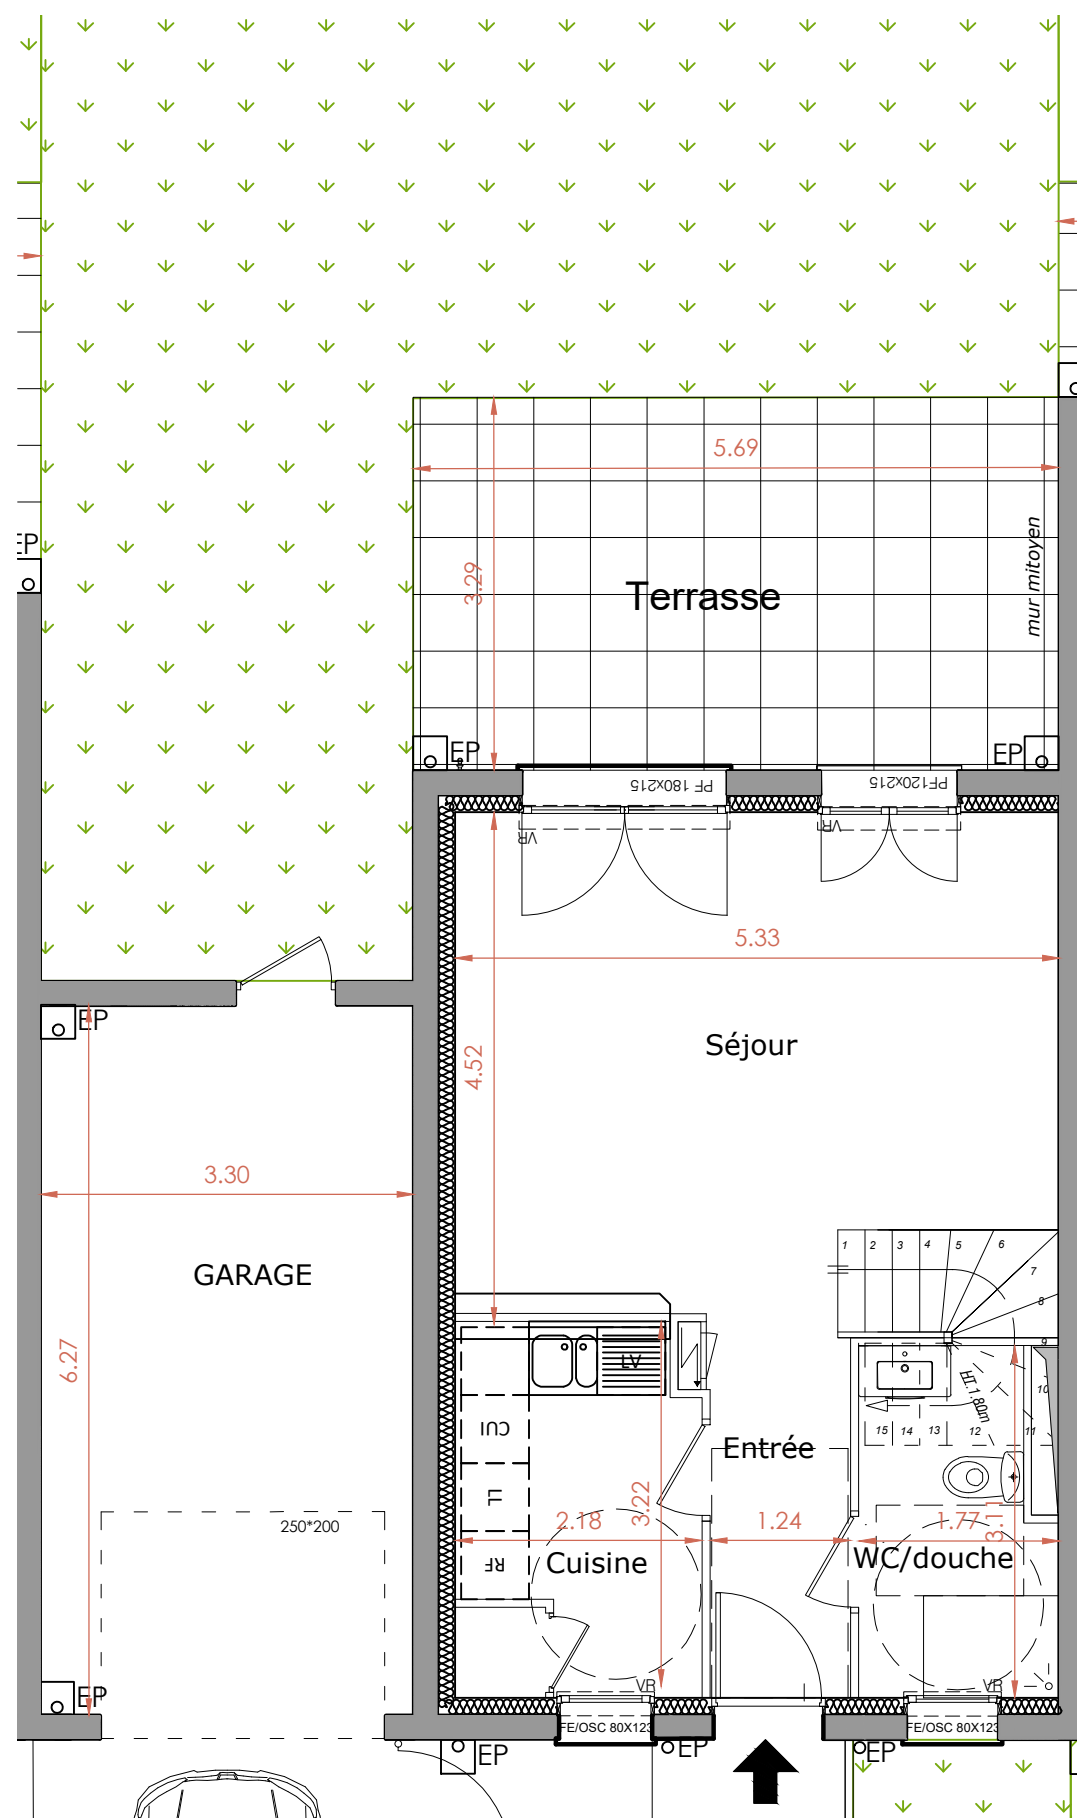 5.69
3.29
Terrasse
mur mitoyen
EP
EP
EP
PF 180x215
PF120x215
VR
VR
5.33
Séjour
4.52
EP
3.30
GARAGE
6.27
250*200
EP
1
2
3
4
5
6
7
8
9
10
11
12
13
14
15
HT.1.80m
LV
CUI
LL
RF
Entrée
3.22
2.18
1.24
1.77
3.11
Cuisine
WC/douche
VR
VR
FE/OSC 80X123
FE/OSC 80X123
EP
EP
EP